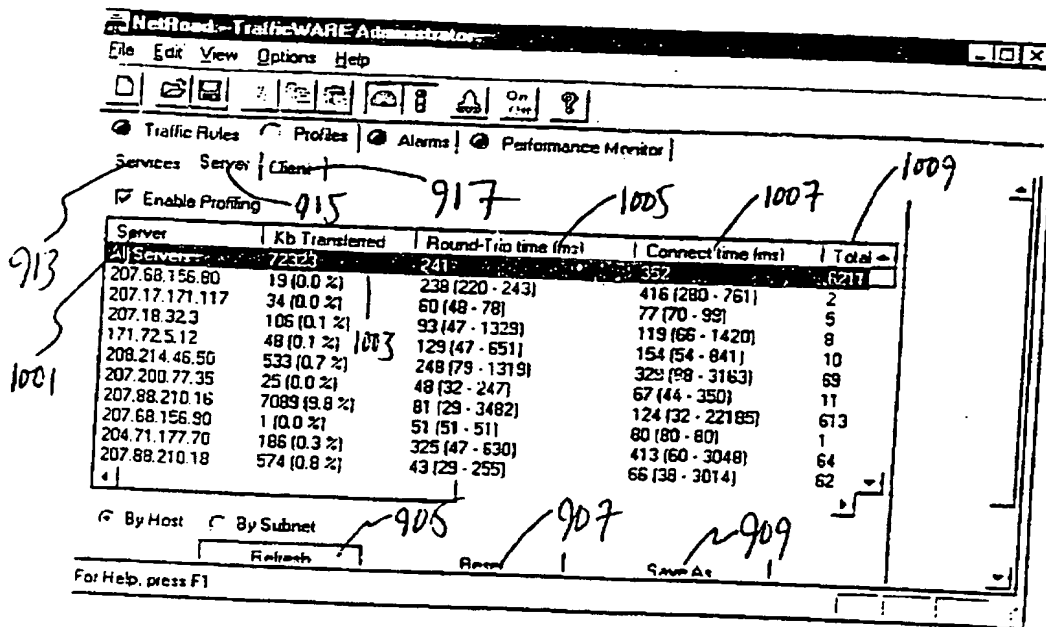 NetRoad - TrafficWARE Administrator
File Edit View Options Help
On
Traffic Rules Profiles Alarms Performance Monitor
1009
Services Server Client
917 1005 1007
Enable Profiling 915
913
Server Kb Transferred Round-Trip time (ms) Connect time (ms) Total
All Servers 72323 241 352 6217
207.68.156.80 19 (0.0 %) 238 (220 - 243) 416 (280 - 761) 2
207.17.171.117 34 (0.0 %) 60 (48 - 78) 77 (70 - 99) 5
207.18.32.3 106 (0.1 %) 93 (47 - 1329) 119 (66 - 1420) 8
171.72.5.12 48 (0.1 %) 129 (47 - 651) 154 (54 - 841) 10
1003
208.214.46.50 533 (0.7 %) 248 (79 - 1319) 329 (98 - 3163) 69
1001
207.200.77.35 25 (0.0 %) 48 (32 - 247) 67 (44 - 350) 11
207.88.210.16 7089 (9.8 %) 81 (29 - 3482) 124 (32 - 22185) 613
207.68.156.90 1 (0.0 %) 51 (51 - 51) 80 (80 - 80) 1
204.71.177.70 186 (0.3 %) 325 (47 - 630) 413 (60 - 3048) 64
207.88.210.18 574 (0.8 %) 43 (29 - 255) 66 (38 - 3014) 62
By Host By Subnet 905 907 909
Refresh Reset Save As
For Help, press F1